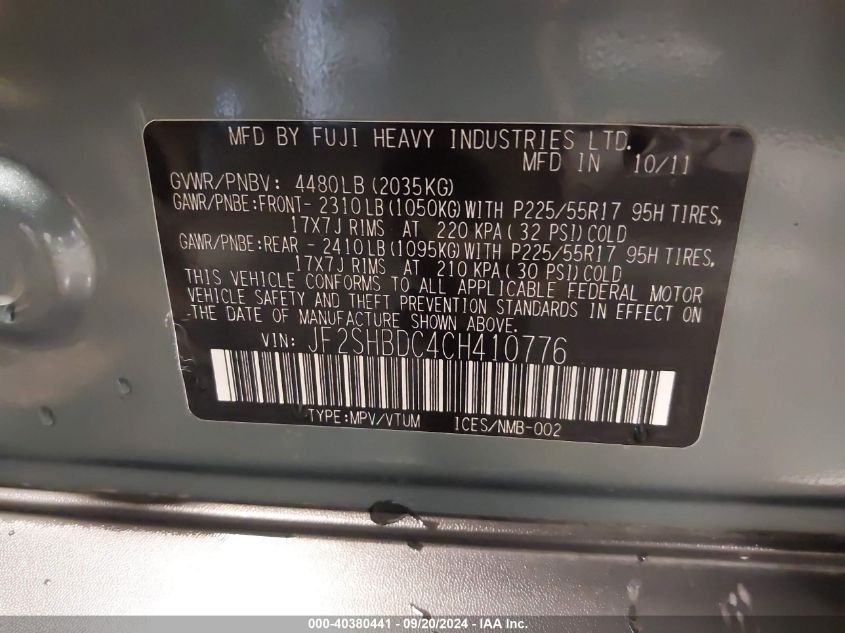 MFD BY FUJI HEAVY INDUSTRIES LTD.
MFD IN 10/11
GVWR/PNBV: 4480LB(2035KG)
GAWR/PNBE:FRONT-2310LB(1050KG)WITH P225/55R17 95H TIRES,
17X7J RIMS AT 220 KPA(32 PSI)COLD
GAWR/PNBE:REAR -2410LB(1095KG)WITH P225/55R17 95H TIRES,
17X7J RIMS AT 210 KPA(30 PSI)COLD
THIS VEHICLE CONFORMS TO ALL APPLICABLE FEDERAL MOTOR
VEHICLE SAFETY AND THEFT PREVENTION STANDARDS IN EFFECT ON
THE DATE OF MANUFACTURE SHOWN ABOVE.
VIN: JF2SHBDC4CH410776
TYPE:MPV/VTUM ICES/NMB-002
000-40380441 - 09/20/2024 - IAA Inc.